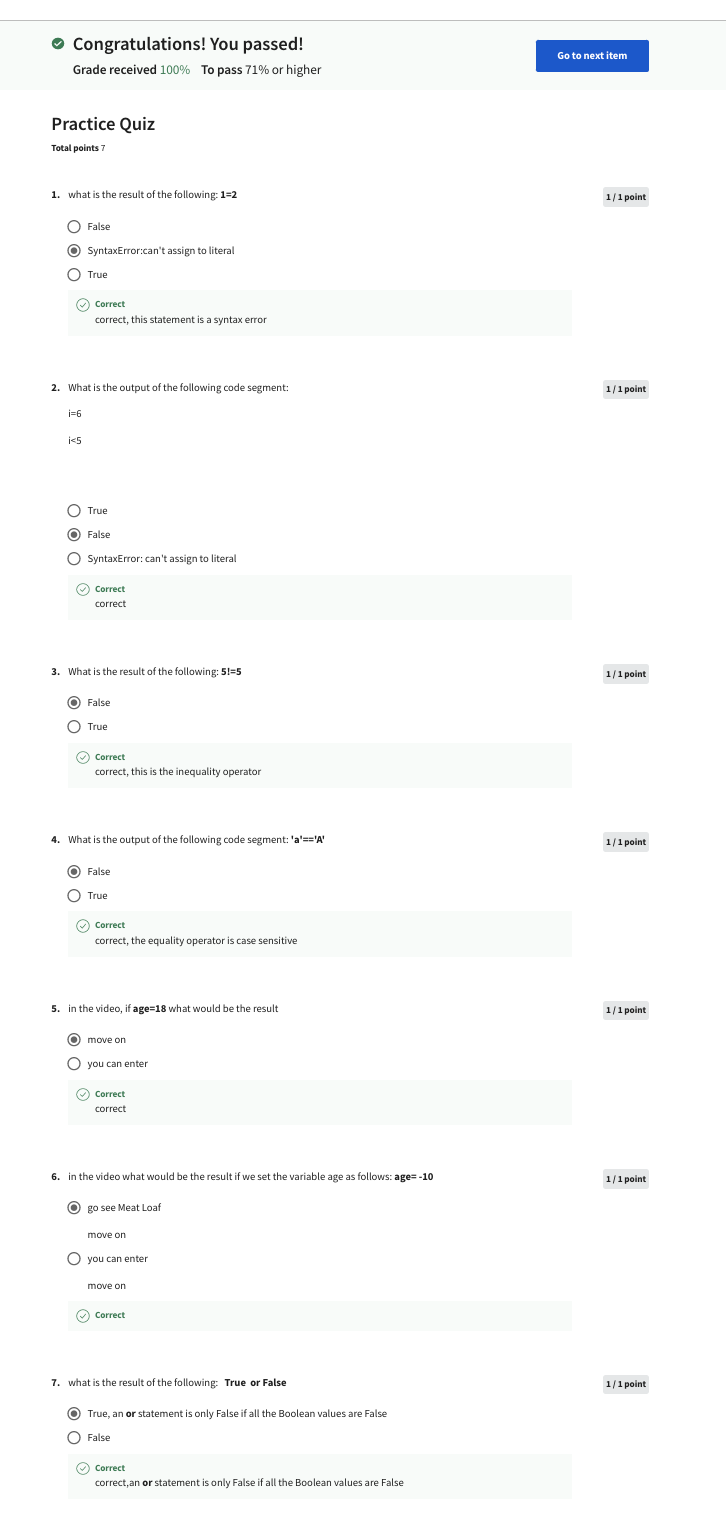 Congratulations! You passed!
Grade received 100% To pass 71% or higher
Go to next item
Practice Quiz
Total points 7
1. what is the result of the following: 1=2
1 / 1 point
False
SyntaxError:can't assign to literal
True
Correct
correct, this statement is a syntax error
2. What is the output of the following code segment:
1 / 1 point
i=6
i<5
True
False
SyntaxError: can't assign to literal
Correct
correct
3. What is the result of the following: 5!=5
1 / 1 point
False
True
Correct
correct, this is the inequality operator
4. What is the output of the following code segment: 'a'=='A'
1 / 1 point
False
True
Correct
correct, the equality operator is case sensitive
5. in the video, if age=18 what would be the result
1 / 1 point
move on
you can enter
Correct
correct
6. in the video what would be the result if we set the variable age as follows: age= -10
1 / 1 point
go see Meat Loaf
move on
you can enter
move on
Correct
7. what is the result of the following: True or False
1 / 1 point
True, an or statement is only False if all the Boolean values are False
False
Correct
correct,an or statement is only False if all the Boolean values are False